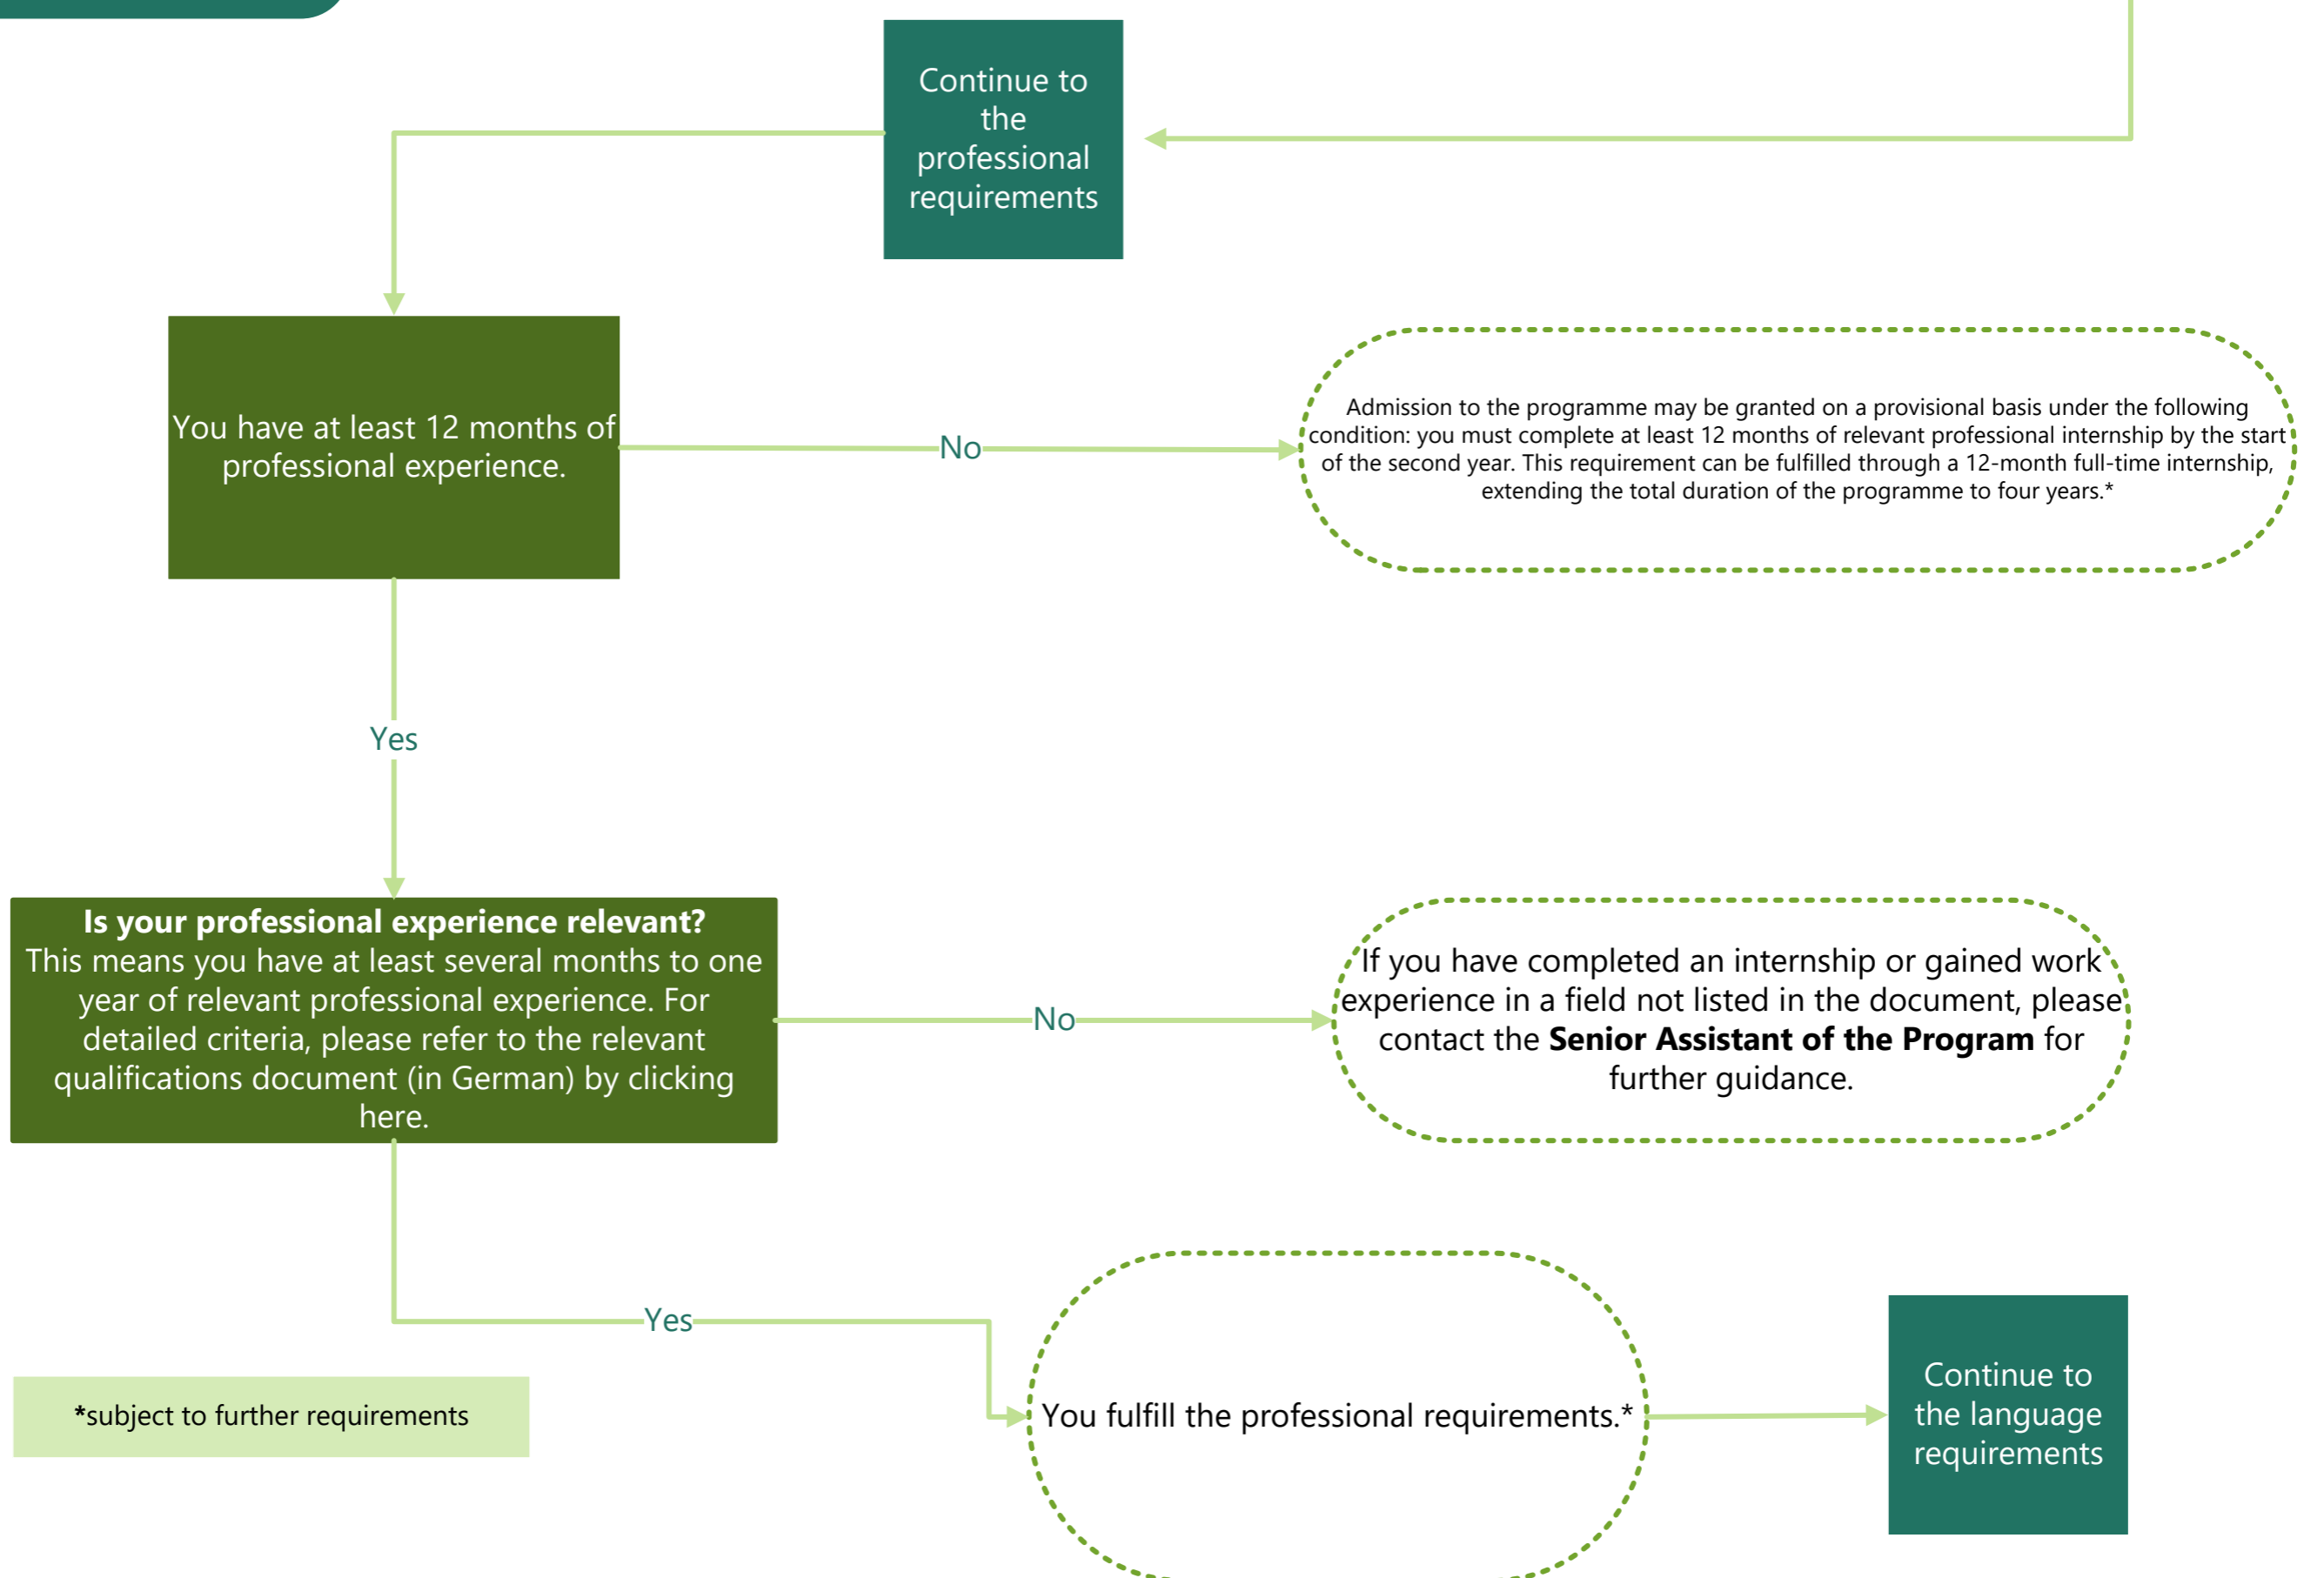 Continue to
the
professional
requirements
You have at least 12 months of
professional experience.
No
Admission to the programme may be granted on a provisional basis under the following
condition: you must complete at least 12 months of relevant professional internship by the start
of the second year. This requirement can be fulfilled through a 12-month full-time internship,
extending the total duration of the programme to four years.*
Yes
Is your professional experience relevant?
This means you have at least several months to one
year of relevant professional experience. For
detailed criteria, please refer to the relevant
qualifications document (in German) by clicking
here.
No
If you have completed an internship or gained work
experience in a field not listed in the document, please
contact the Senior Assistant of the Program for
further guidance.
Yes
You fulfill the professional requirements.*
Continue to
the language
requirements
*subject to further requirements